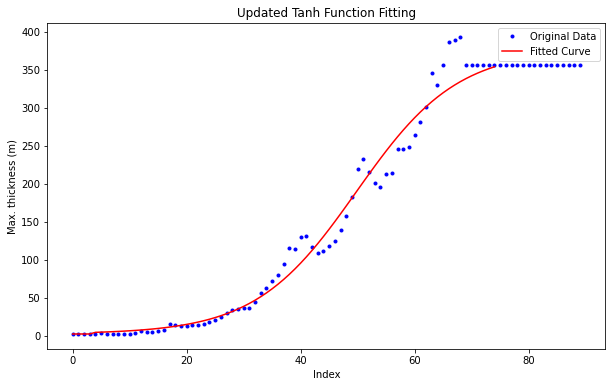 Updated Tanh Function Fitting
Original Data
Fitted Curve
Max. thickness (m)
400
350
300
250
200
150
100
50
0
0
20
40
60
80
Index